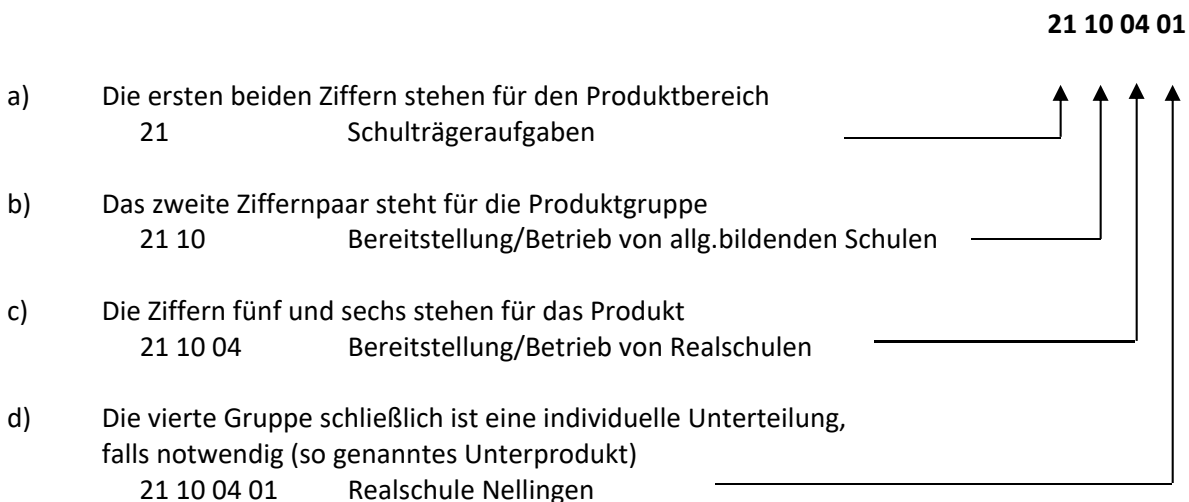 21 10 04 01
a) Die ersten beiden Ziffern stehen für den Produktbereich
21 Schulträgeraufgaben
b) Das zweite Ziffernpaar steht für die Produktgruppe
21 10 Bereitstellung/Betrieb von allg.bildenden Schulen
c) Die Ziffern fünf und sechs stehen für das Produkt
21 10 04 Bereitstellung/Betrieb von Realschulen
d) Die vierte Gruppe schließlich ist eine individuelle Unterteilung,
falls notwendig (so genanntes Unterprodukt)
21 10 04 01 Realschule Nellingen